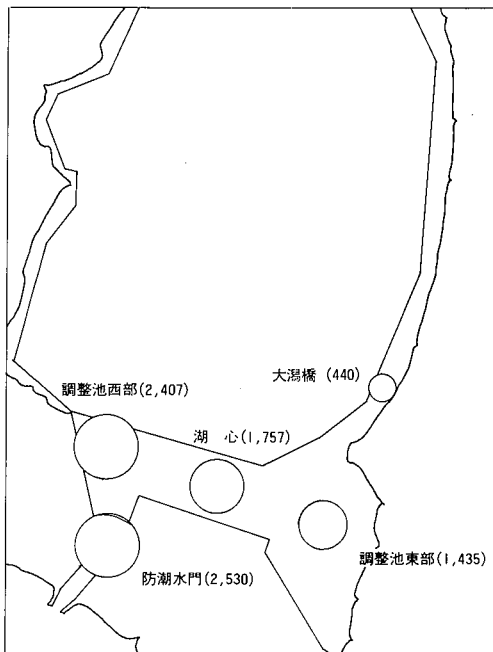 大潟橋 (440)
調整池西部(2,407)
湖 心(1,757)
調整池東部(1,435)
防潮水門(2,530)